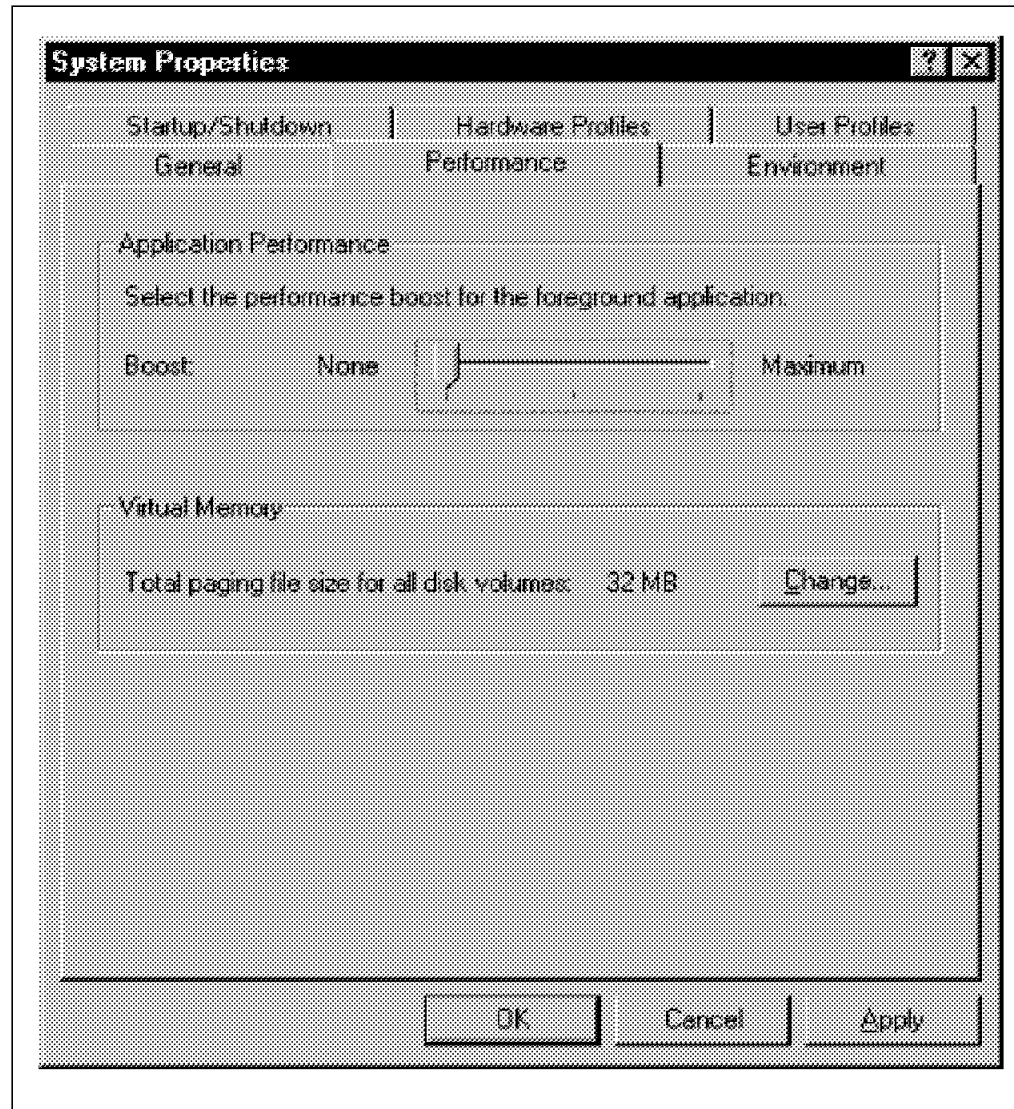 System Properties
Startup/Shutdown Hardware Profiles User Profiles
General Performance Environment
Application Performance
Select the performance boost for the foreground application.
Boost: None Maximum
Virtual Memory
Total paging file size for all disk volumes: 32 MB Change...
OK Cancel Apply